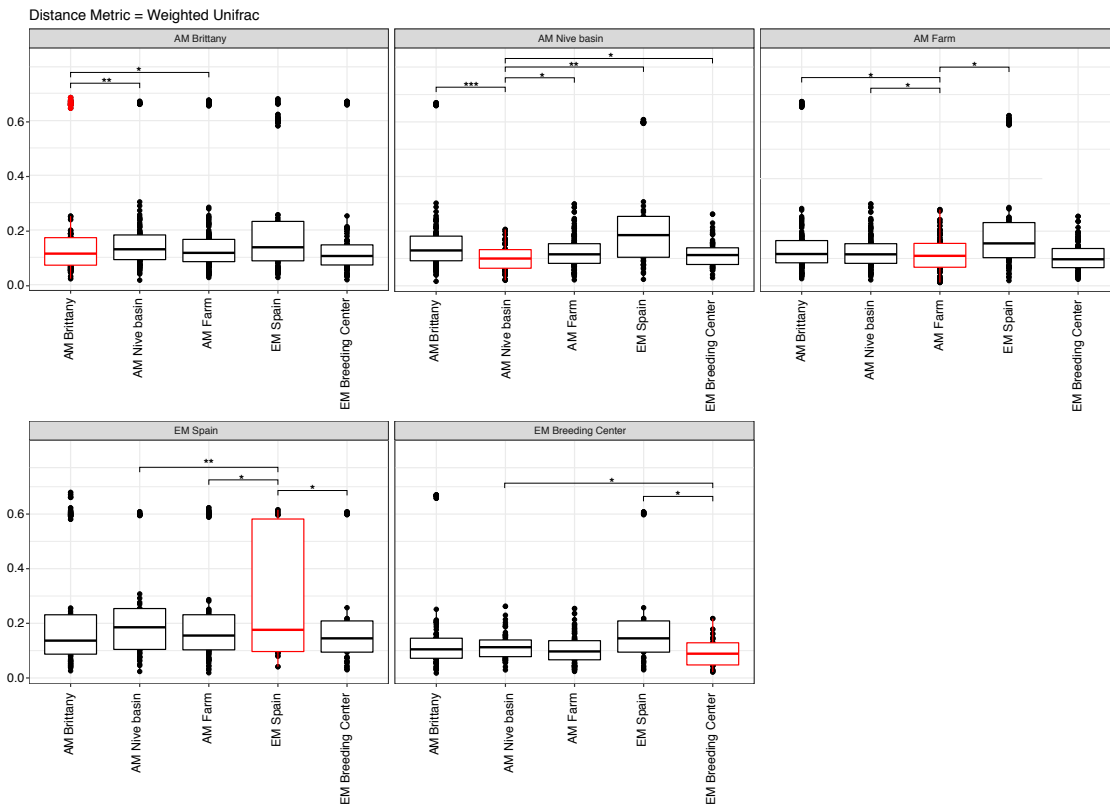 Distance Metric = Weighted Unifrac
AM Brittany
AM Nive basin
AM Farm
* 
**
*
**
*
***
*
*
*
0.6
0.4
0.2
0.0
AM Brittany
AM Nive basin
AM Farm
EM Spain
EM Breeding Center
AM Brittany
AM Nive basin
AM Farm
EM Spain
EM Breeding Center
AM Brittany
AM Nive basin
AM Farm
EM Spain
EM Breeding Center
EM Spain
EM Breeding Center
**
*
*
*
*
0.6
0.4
0.2
0.0
AM Brittany
AM Nive basin
AM Farm
EM Spain
EM Breeding Center
AM Brittany
AM Nive basin
AM Farm
EM Spain
EM Breeding Center